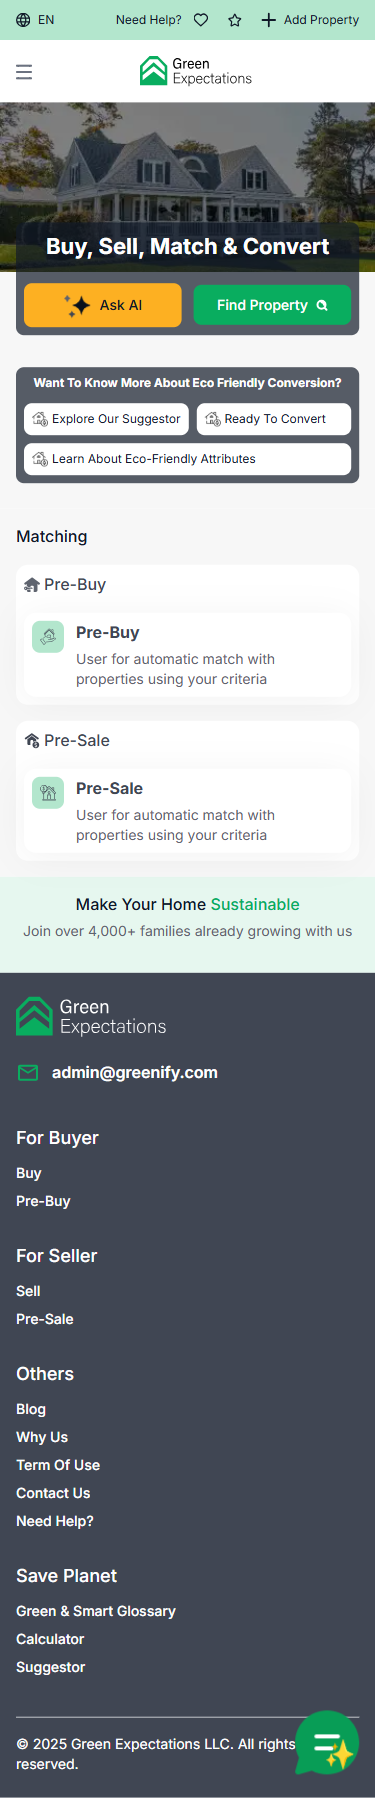 EN Need Help? Add Property
Green
Expectations
Buy, Sell, Match & Convert
Ask AI Find Property
Want To Know More About Eco Friendly Conversion?
Explore Our Suggestor Ready To Convert
Learn About Eco-Friendly Attributes
Matching
Pre-Buy
Pre-Buy
User for automatic match with
properties using your criteria
Pre-Sale
Pre-Sale
User for automatic match with
properties using your criteria
Make Your Home Sustainable
Join over 4,000+ families already growing with us
Green
Expectations
admin@greenify.com
For Buyer
Buy
Pre-Buy
For Seller
Sell
Pre-Sale
Others
Blog
Why Us
Term Of Use
Contact Us
Need Help?
Save Planet
Green & Smart Glossary
Calculator
Suggestor
© 2025 Green Expectations LLC. All rights
reserved.